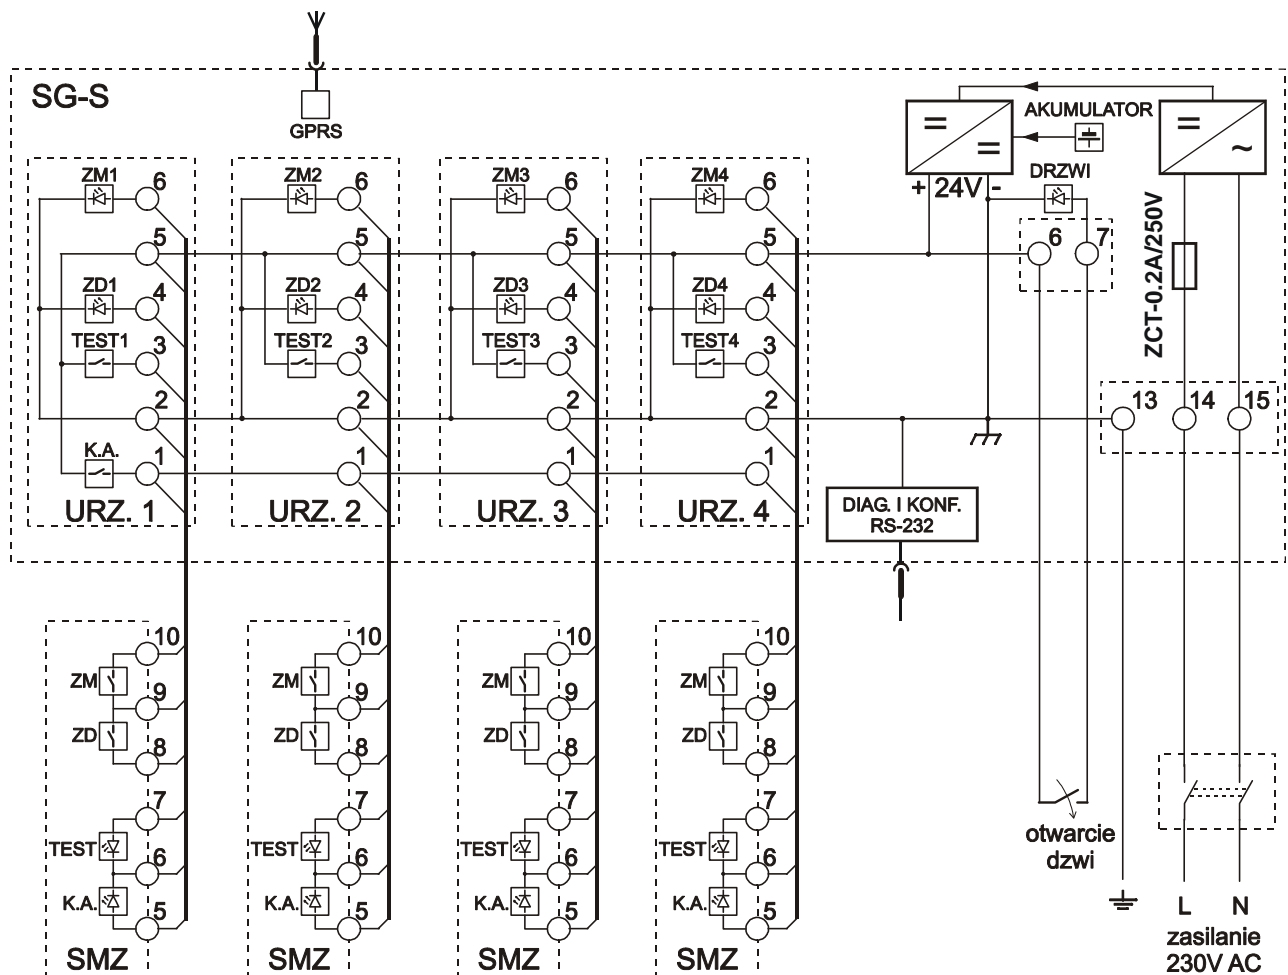 SG-S
GPRS
AKUMULATOR
+ 24V -
DRZWI
ZCT-0.2A/250V
ZM1 6 ZM2 6 ZM3 6 ZM4 6
5 5 5 5 6 7
ZD1 4 ZD2 4 ZD3 4 ZD4 4
TEST1 3 TEST2 3 TEST3 3 TEST4 3
2 2 2 2 13 14 15
K.A. 1 1 1 1
URZ. 1 URZ. 2 URZ. 3 URZ. 4
DIAG. I KONF.
RS-232
10 10 10 10
ZM 9 ZM 9 ZM 9 ZM 9
ZD 8 ZD 8 ZD 8 ZD 8
7 7 7 7
TEST 6 TEST 6 TEST 6 TEST 6
K.A. 5 K.A. 5 K.A. 5 K.A. 5
SMZ SMZ SMZ SMZ
otwarcie
dzwi
L N
zasilanie
230V AC